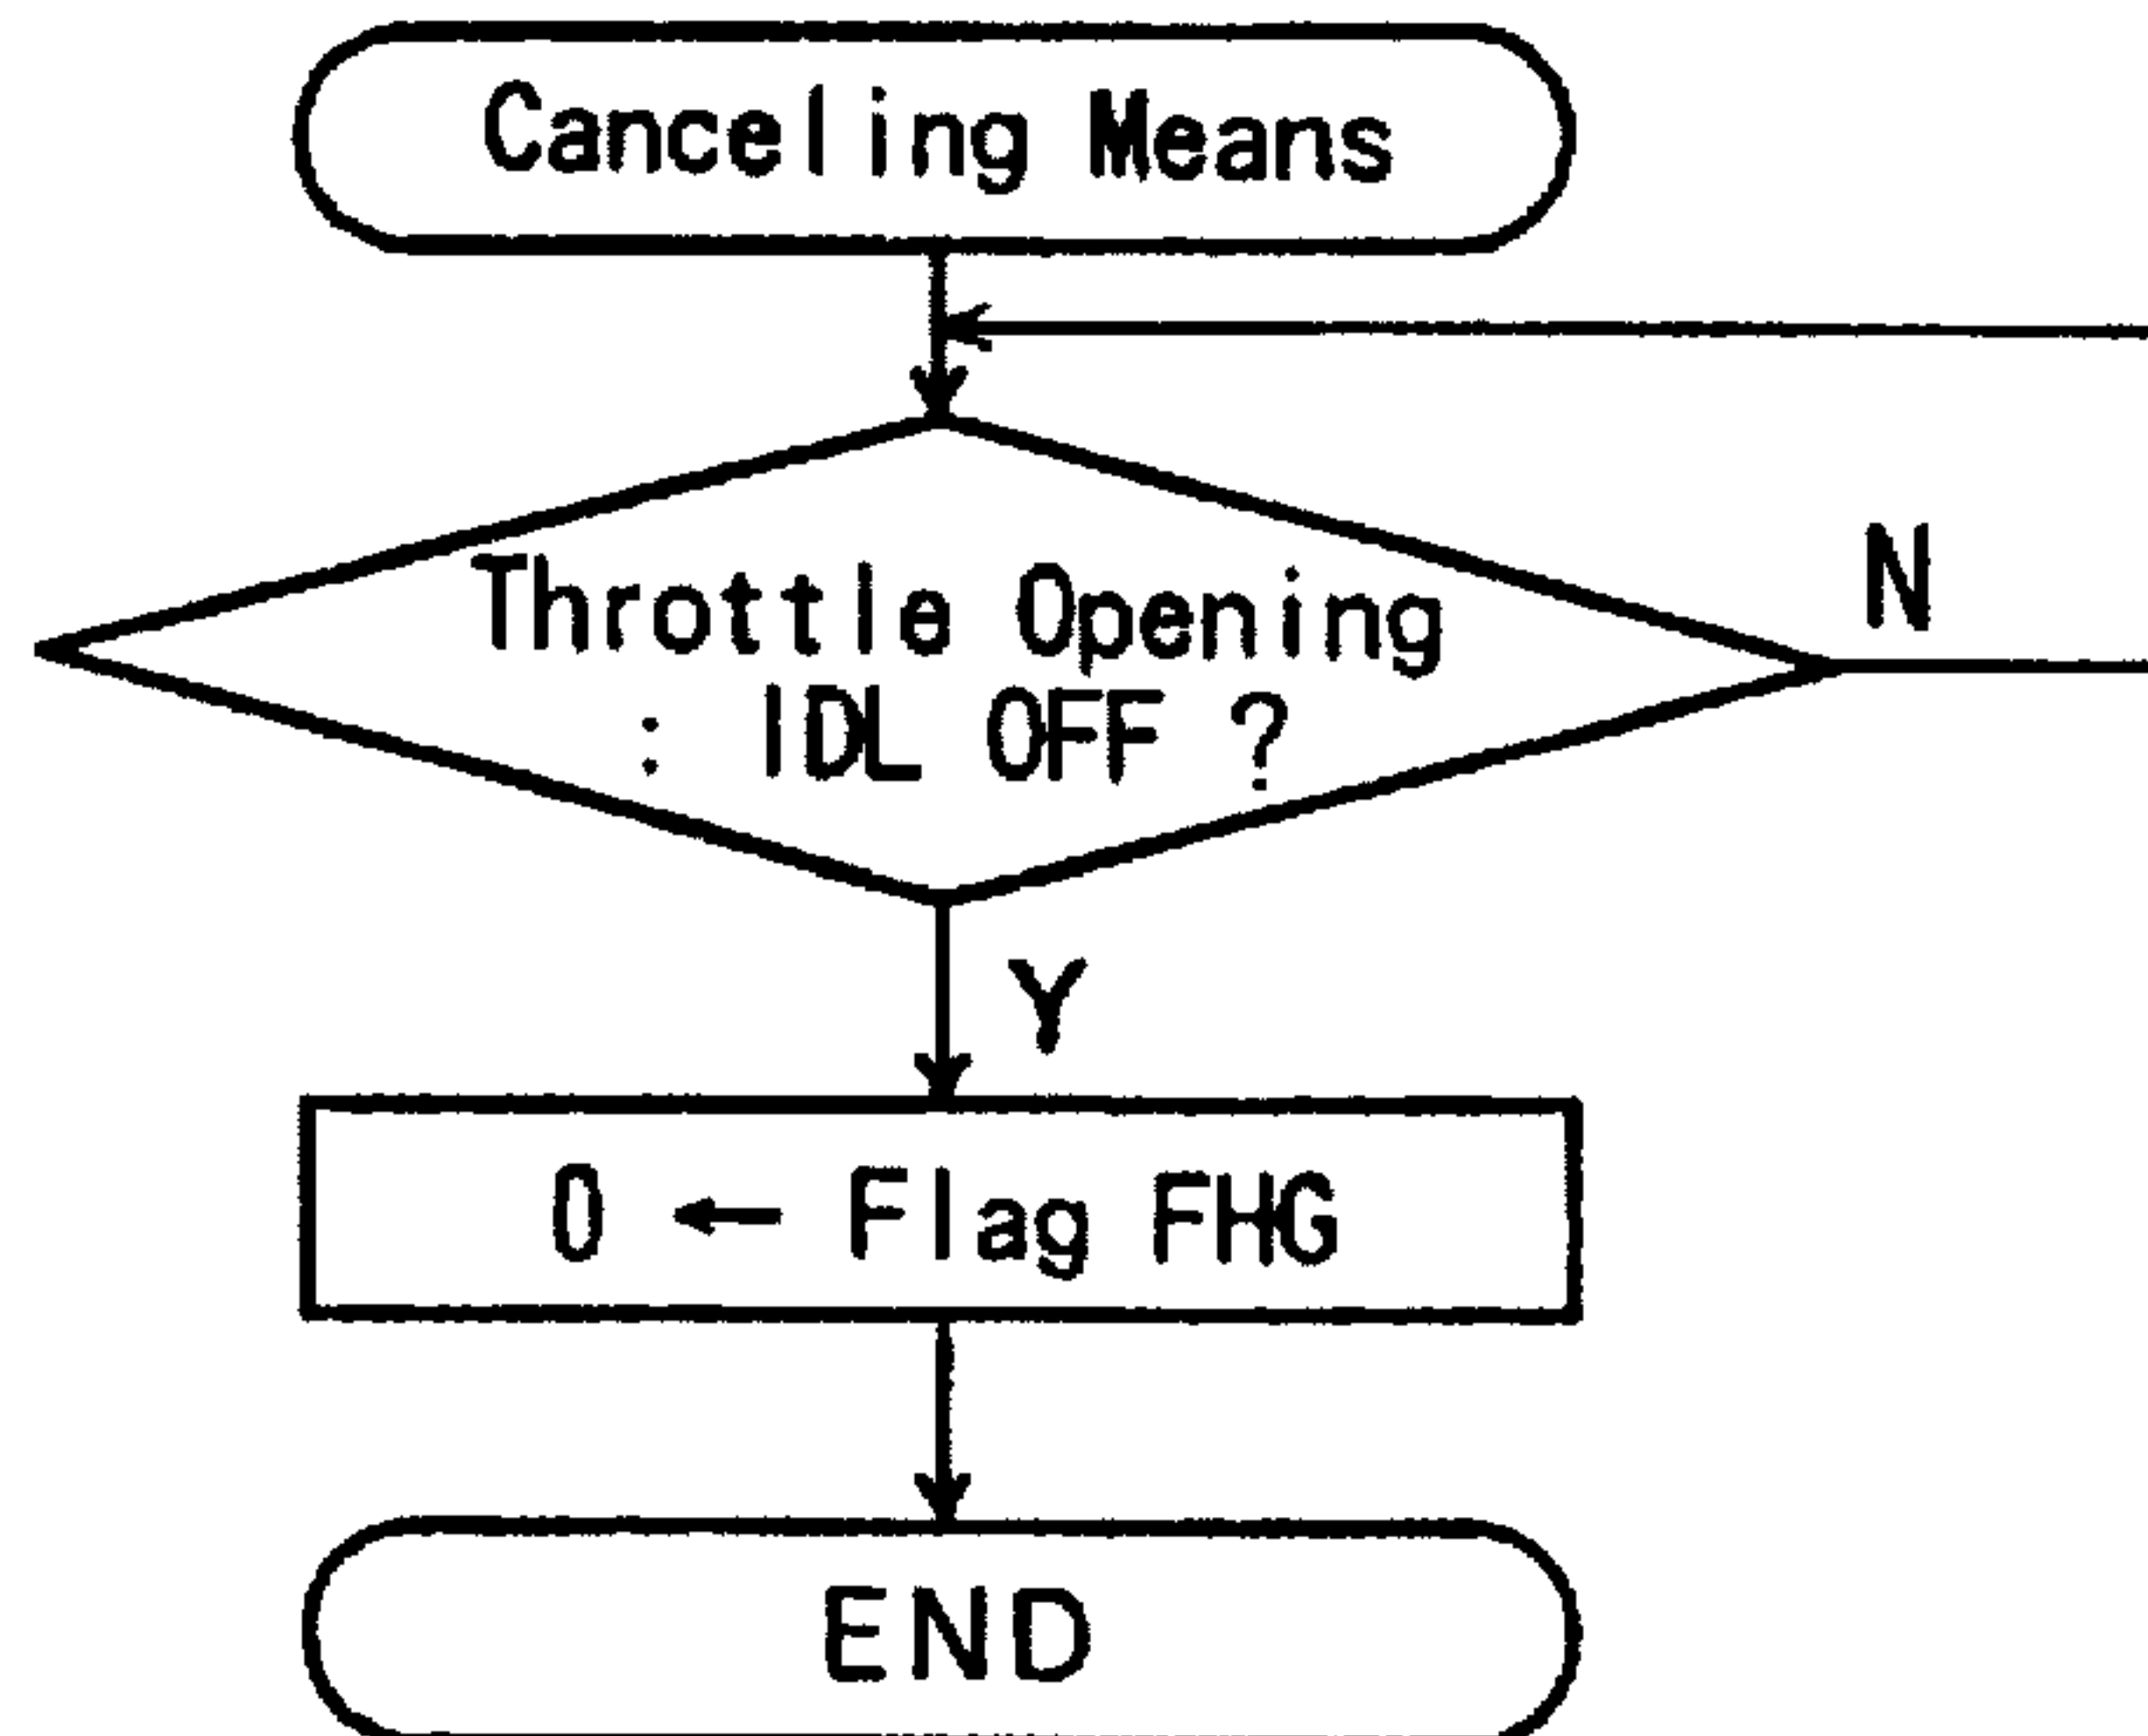 Canceling Means
Throttle Opening
: IDL OFF ?
N
Y
0 ← Flag FHG
END